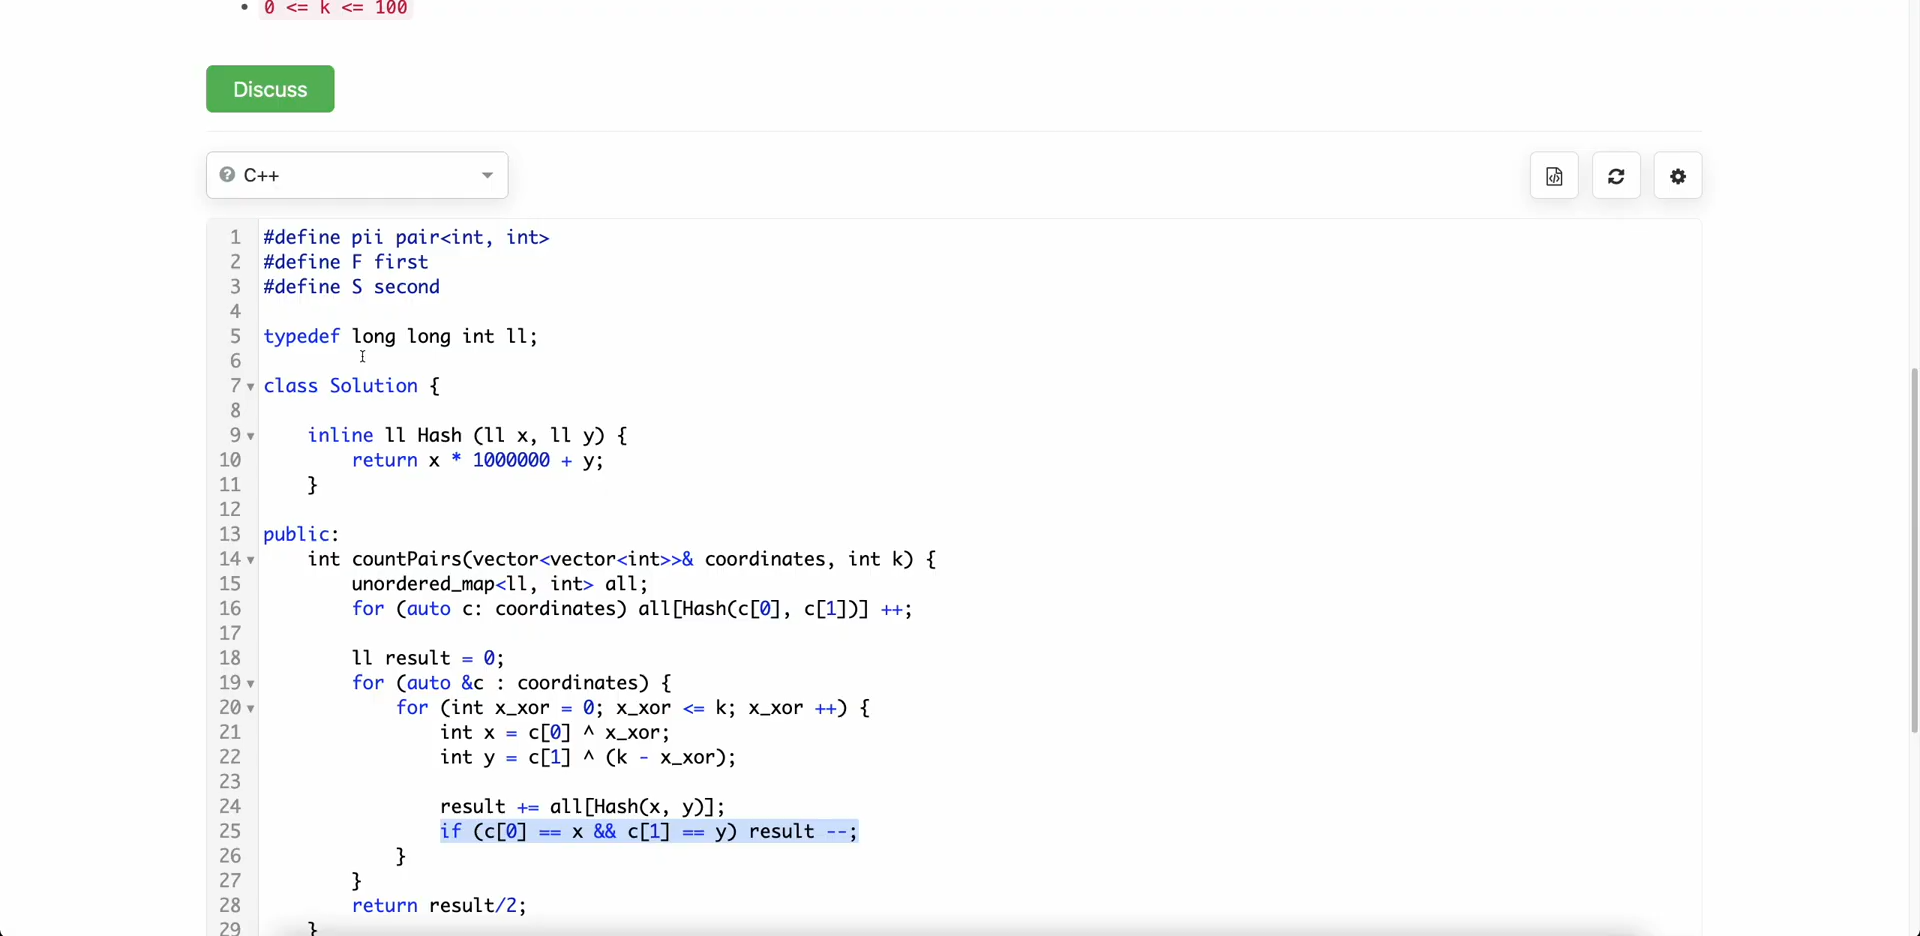 • 0 <= k <= 100
Discuss
C++
1 #define pii pair<int, int>
2 #define F first
3 #define S second
4
5 typedef long long int ll;
6
7 class Solution {
8
9     inline ll Hash (ll x, ll y) {
10         return x * 1000000 + y;
11     }
12
13 public:
14     int countPairs(vector<vector<int>>& coordinates, int k) {
15         unordered_map<ll, int> all;
16         for (auto c: coordinates) all[Hash(c[0], c[1])] ++;
17
18         ll result = 0;
19         for (auto &c : coordinates) {
20             for (int x_xor = 0; x_xor <= k; x_xor ++) {
21                 int x = c[0] ^ x_xor;
22                 int y = c[1] ^ (k - x_xor);
23
24                 result += all[Hash(x, y)];
25                 if (c[0] == x && c[1] == y) result --;
26             }
27         }
28         return result/2;
29     }